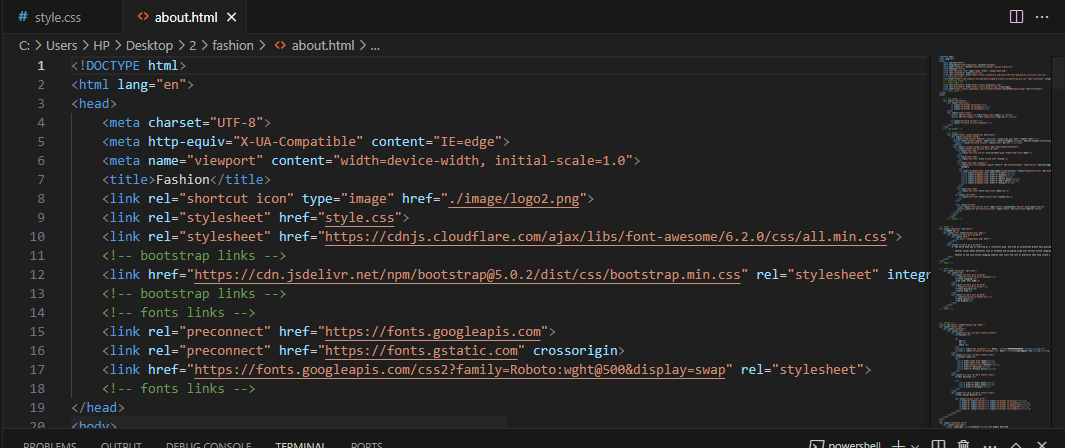 # style.css <> about.html ×
C: > Users > HP > Desktop > 2 > fashion > <> about.html > ...
1 <!DOCTYPE html>
2 <html lang="en">
3 <head>
4 <meta charset="UTF-8">
5 <meta http-equiv="X-UA-Compatible" content="IE=edge">
6 <meta name="viewport" content="width=device-width, initial-scale=1.0">
7 <title>Fashion</title>
8 <link rel="shortcut icon" type="image" href="./image/logo2.png">
9 <link rel="stylesheet" href="style.css">
10 <link rel="stylesheet" href="https://cdnjs.cloudflare.com/ajax/libs/font-awesome/6.2.0/css/all.min.css">
11 <!-- bootstrap links -->
12 <link href="https://cdn.jsdelivr.net/npm/bootstrap@5.0.2/dist/css/bootstrap.min.css" rel="stylesheet" integr
13 <!-- bootstrap links -->
14 <!-- fonts links -->
15 <link rel="preconnect" href="https://fonts.googleapis.com">
16 <link rel="preconnect" href="https://fonts.gstatic.com" crossorigin>
17 <link href="https://fonts.googleapis.com/css2?family=Roboto:wght@500&display=swap" rel="stylesheet">
18 <!-- fonts links -->
19 </head>
20 <body>
PROBLEMS OUTPUT DEBUG CONSOLE TERMINAL PORTS powershell